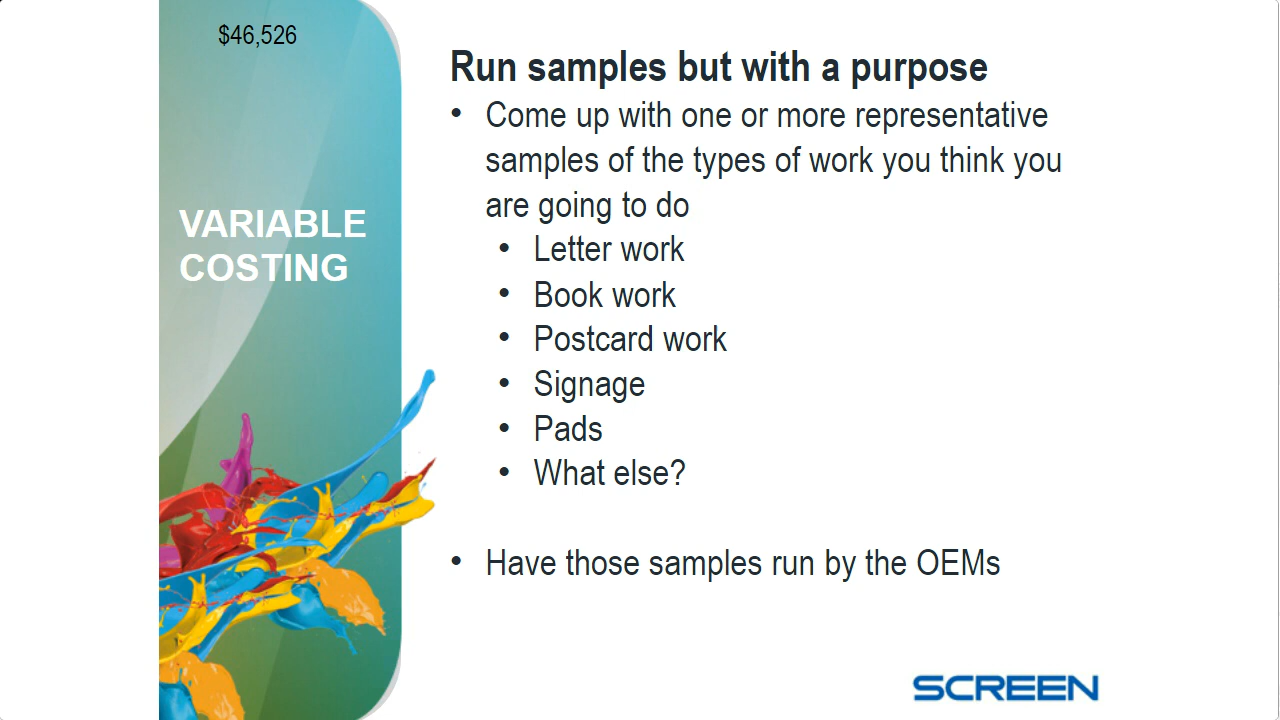 $46,526
VARIABLE
COSTING
Run samples but with a purpose
• Come up with one or more representative
samples of the types of work you think you
are going to do
• Letter work
• Book work
• Postcard work
• Signage
• Pads
• What else?
• Have those samples run by the OEMs
SCREEN